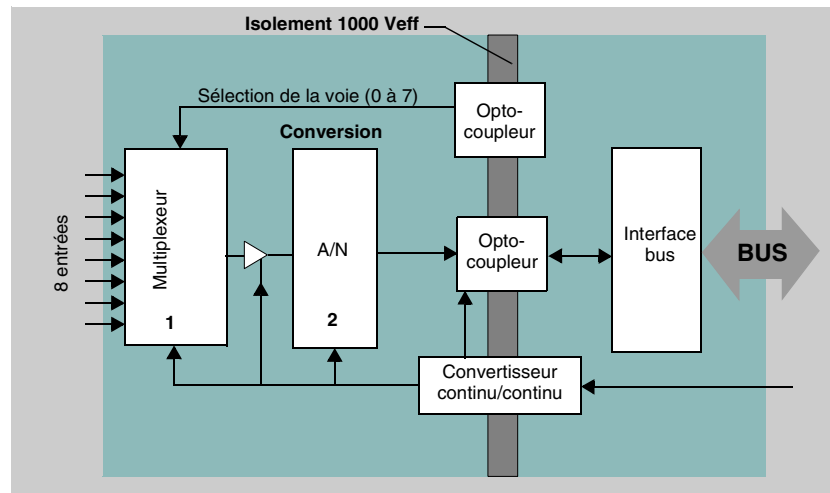 Isolement 1000 Veff
Sélection de la voie (0 à 7)
Opto-
coupleur
Conversion
8 entrées
Multiplexeur
1
A/N
2
Opto-
coupleur
Interface
bus
BUS
Convertisseur
continu/continu